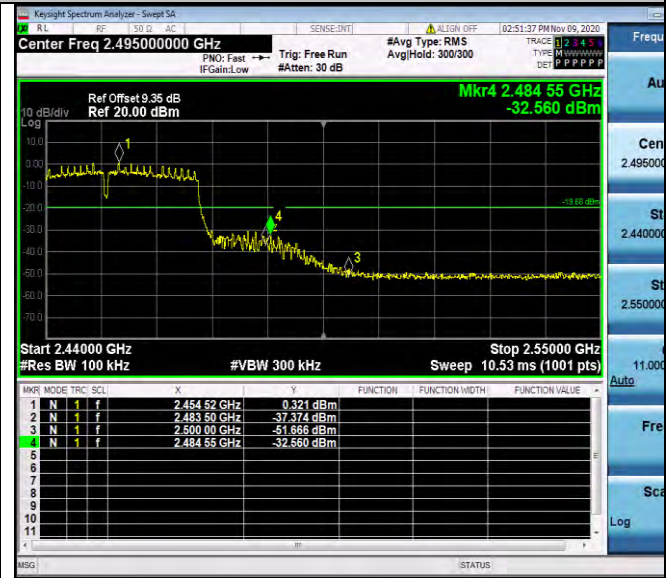 Keysight Spectrum Analyzer - Swept SA
RL RF 50 Ω AC SENSE:INT ALIGN OFF 02:51:37 PM Nov 09, 2020
Center Freq 2.495000000 GHz
PNO: Fast
IFGain:Low
Trig: Free Run
#Atten: 30 dB
#Avg Type: RMS
Avg|Hold: 300/300
TRACE 1 2 3 4 5 6
TYPE M W W W W W
DET P P P P P P
Frequ
Ref Offset 9.35 dB
10 dB/div Ref 20.00 dBm
Log
Mkr4 2.484 55 GHz
-32.560 dBm
10.0
0.00
-10.0
-20.0
-30.0
-40.0
-50.0
-60.0
-70.0
1
4
2
3
-19.68 dBm
Start 2.44000 GHz Stop 2.55000 GHz
#Res BW 100 kHz #VBW 300 kHz Sweep 10.53 ms (1001 pts)
MKR MODE TRC SCL X Y FUNCTION FUNCTION WIDTH FUNCTION VALUE
1 N 1 f 2.454 52 GHz 0.321 dBm
2 N 1 f 2.483 50 GHz -37.374 dBm
3 N 1 f 2.500 00 GHz -51.666 dBm
4 N 1 f 2.484 55 GHz -32.560 dBm
5
6
7
8
9
10
11
MSG STATUS
Au
Cen
2.495000
St
2.440000
St
2.550000
11.000
Auto
Fre
Sca
Log